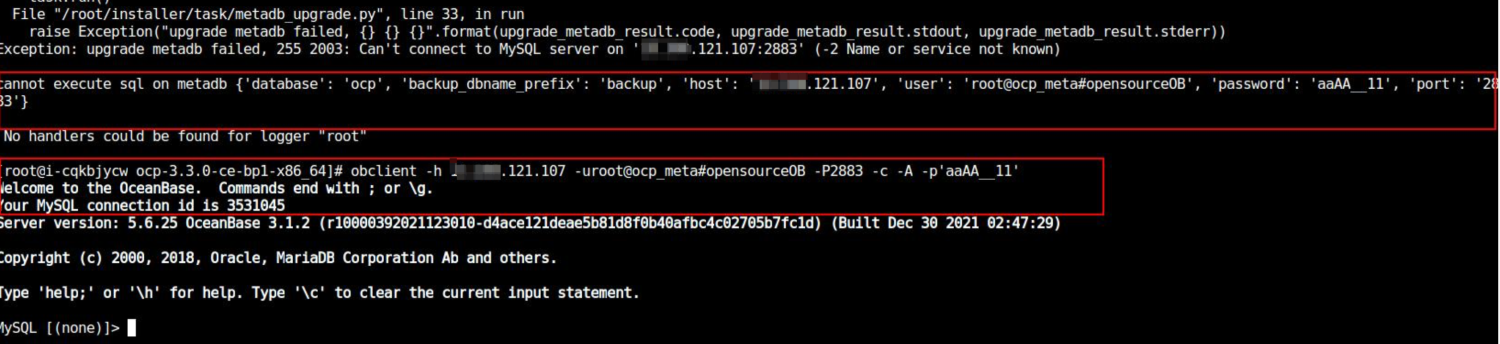 task.run()
File "/root/installer/task/metadb_upgrade.py", line 33, in run
raise Exception("upgrade metadb failed, {} {} {}".format(upgrade_metadb_result.code, upgrade_metadb_result.stdout, upgrade_metadb_result.stderr))
Exception: upgrade metadb failed, 255 2003: Can't connect to MySQL server on ' .121.107:2883' (-2 Name or service not known)
cannot execute sql on metadb {'database': 'ocp', 'backup_dbname_prefix': 'backup', 'host': ' .121.107', 'user': 'root@ocp_meta#opensourceOB', 'password': 'aaAA__11', 'port': '28
83'}
No handlers could be found for logger "root"
[root@i-cqkbjycw ocp-3.3.0-ce-bp1-x86_64]# obclient -h 1 .121.107 -uroot@ocp_meta#opensourceOB -P2883 -c -A -p'aaAA__11'
Welcome to the OceanBase.  Commands end with ; or \g.
Your MySQL connection id is 3531045
Server version: 5.6.25 OceanBase 3.1.2 (r10000392021123010-d4ace121deae5b81d8f0b40afbc4c02705b7fc1d) (Built Dec 30 2021 02:47:29)
Copyright (c) 2000, 2018, Oracle, MariaDB Corporation Ab and others.
Type 'help;' or '\h' for help. Type '\c' to clear the current input statement.
MySQL [(none)]>